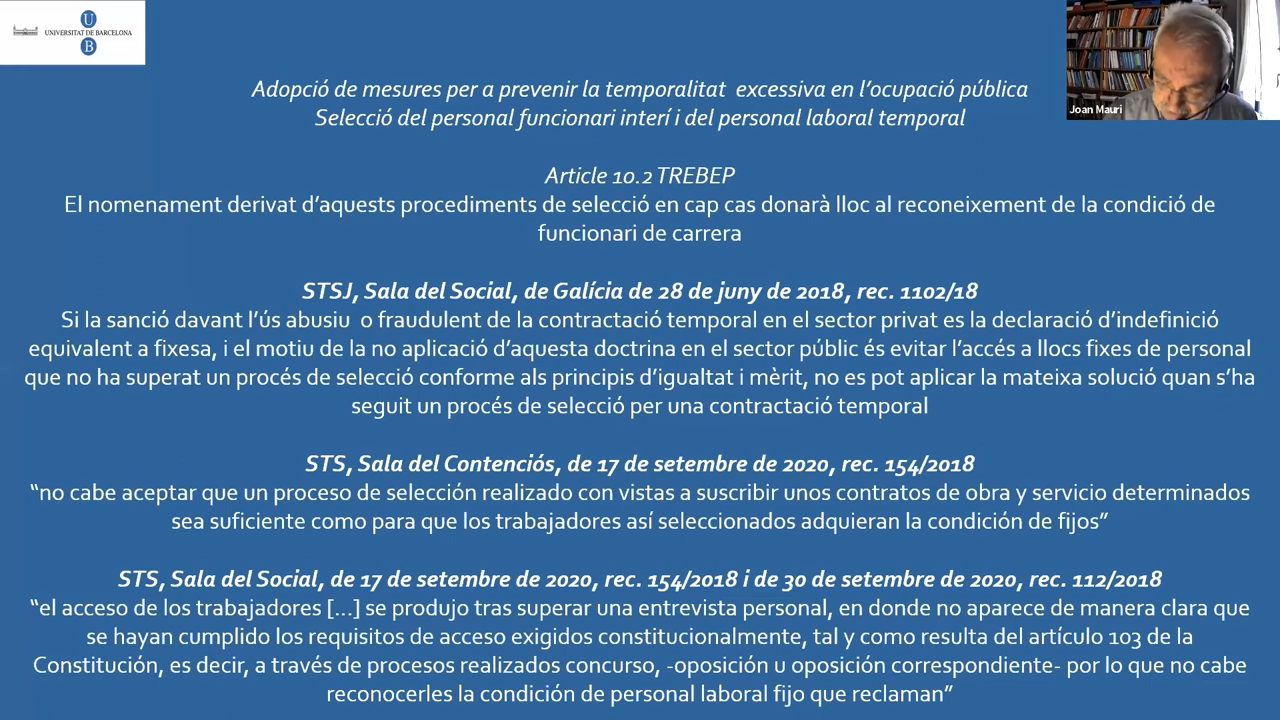 U
UNIVERSITAT DE BARCELONA
B
Joan Mauri
Adopció de mesures per a prevenir la temporalitat excessiva en l'ocupació pública
Selecció del personal funcionari interí i del personal laboral temporal
Article 10.2 TREBEP
El nomenament derivat d'aquests procediments de selecció en cap cas donarà lloc al reconeixement de la condició de
funcionari de carrera
STSJ, Sala del Social, de Galícia de 28 de juny de 2018, rec. 1102/18
Si la sanció davant l'ús abusiu o fraudulent de la contractació temporal en el sector privat es la declaració d'indefinició
equivalent a fixesa, i el motiu de la no aplicació d'aquesta doctrina en el sector públic és evitar l'accés a llocs fixes de personal
que no ha superat un procés de selecció conforme als principis d'igualtat i mèrit, no es pot aplicar la mateixa solució quan s'ha
seguit un procés de selecció per una contractació temporal
STS, Sala del Contenciós, de 17 de setembre de 2020, rec. 154/2018
"no cabe aceptar que un proceso de selección realizado con vistas a suscribir unos contratos de obra y servicio determinados
sea suficiente como para que los trabajadores así seleccionados adquieran la condición de fijos"
STS, Sala del Social, de 17 de setembre de 2020, rec. 154/2018 i de 30 de setembre de 2020, rec. 112/2018
"el acceso de los trabajadores [...] se produjo tras superar una entrevista personal, en donde no aparece de manera clara que
se hayan cumplido los requisitos de acceso exigidos constitucionalmente, tal y como resulta del artículo 103 de la
Constitución, es decir, a través de procesos realizados concurso, -oposición u oposición correspondiente- por lo que no cabe
reconocerles la condición de personal laboral fijo que reclaman"